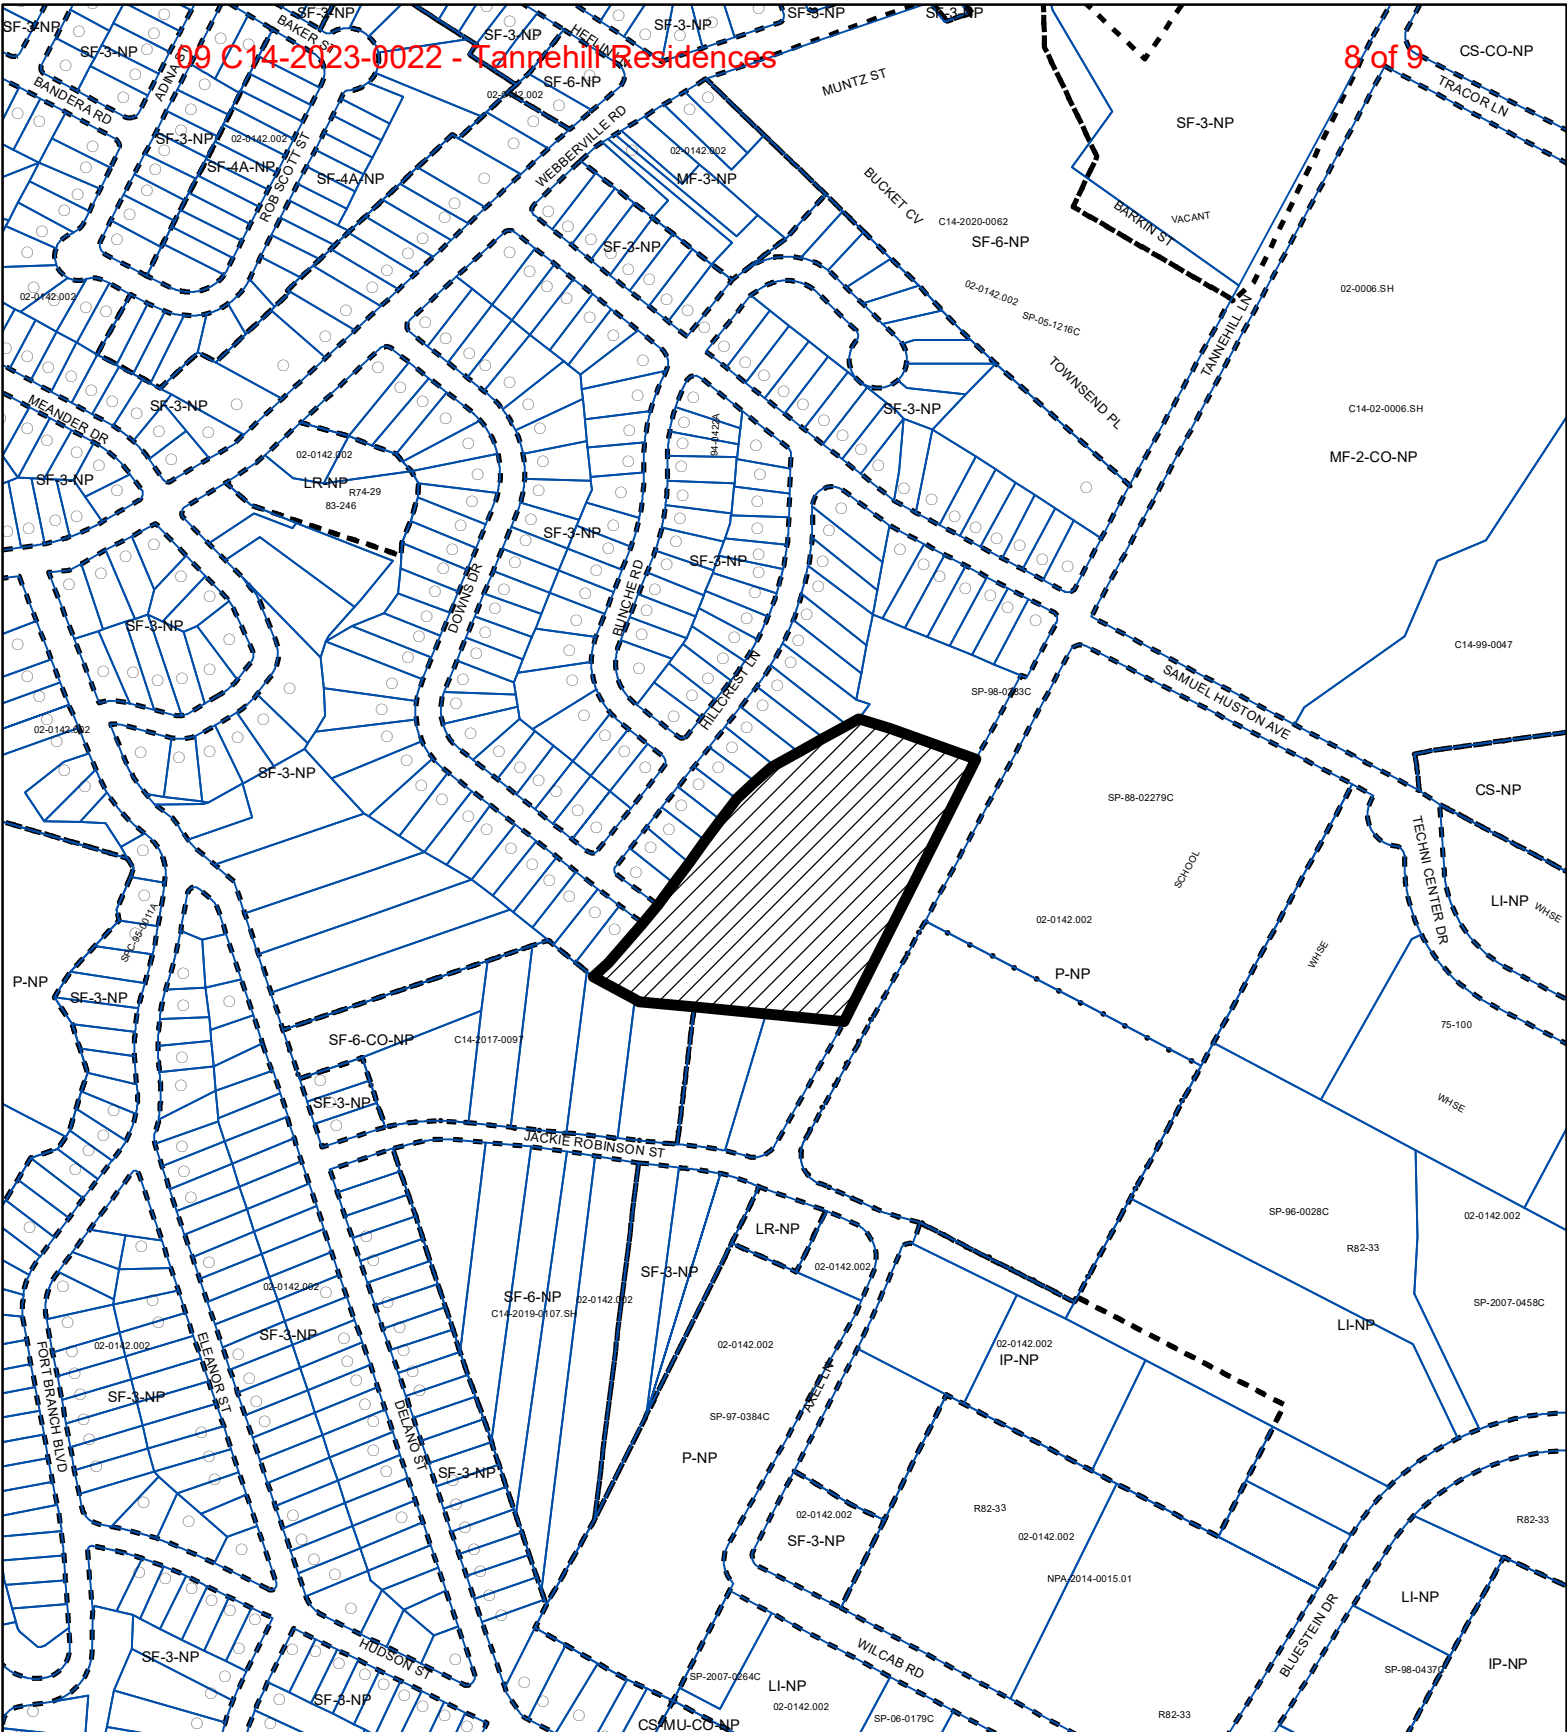 SF-3-NP
SF-3-NP
SF-3-NP
SF-3-NP
SF-3-NP
SF-3-NP
SF-3-NP
BAKER ST
HEFLIN
CS-CO-NP
09 C14-2023-0022 - Tannehill Residences
8 of 9
ADINA ST
BANDERA RD
SF-6-NP
02-0142.002
MUNTZ ST
TRACOR LN
SF-3-NP
WEBBERVILLE RD
SF-3-NP
02-0142.002
SF-4A-NP
ROB SCOTT ST
SF-4A-NP
02-0142.002
MF-3-NP
BUCKET CV
C14-2020-0062
SF-6-NP
BARKIN ST
VACANT
SF-3-NP
02-0142.002
02-0142.002
SP-05-1216C
02-0006.SH
TANNEHILL LN
TOWNSEND PL
MEANDER DR
SF-3-NP
SF-3-NP
94-0422A
C14-02-0006.SH
MF-2-CO-NP
02-0142.002
LR-NP
R74-29
83-246
SF-3-NP
SF-3-NP
SF-3-NP
DOWNS DR
BUNCHE RD
SF-3-NP
HILLCREST LN
C14-99-0047
SP-98-0283C
SAMUEL HUSTON AVE
02-0142.002
SF-3-NP
SP-88-02279C
CS-NP
TECHNI CENTER DR
SCHOOL
LI-NP
WHSE
SPC-95-011A
02-0142.002
WHSE
P-NP
SF-3-NP
P-NP
75-100
SF-6-CO-NP
C14-2017-0097
SF-3-NP
WHSE
JACKIE ROBINSON ST
LR-NP
SP-96-0028C
02-0142.002
R82-33
02-0142.002
SF-3-NP
02-0142.002
SF-6-NP
02-0142.002
C14-2019-0107.SH
SP-2007-0458C
LI-NP
SF-3-NP
02-0142.002
02-0142.002
02-0142.002
IP-NP
FORT BRANCH BLVD
ELEANOR ST
SF-3-NP
AXEL LN
DELANO ST
SP-97-0384C
P-NP
SF-3-NP
02-0142.002
SF-3-NP
R82-33
02-0142.002
R82-33
NPA-2014-0015.01
LI-NP
BLUESTEIN DR
HUDSON ST
SF-3-NP
WILCAB RD
SP-2007-0264C
LI-NP
SP-98-0437C
IP-NP
SF-3-NP
02-0142.002
CS-MU-CO-NP
SP-06-0179C
R82-33